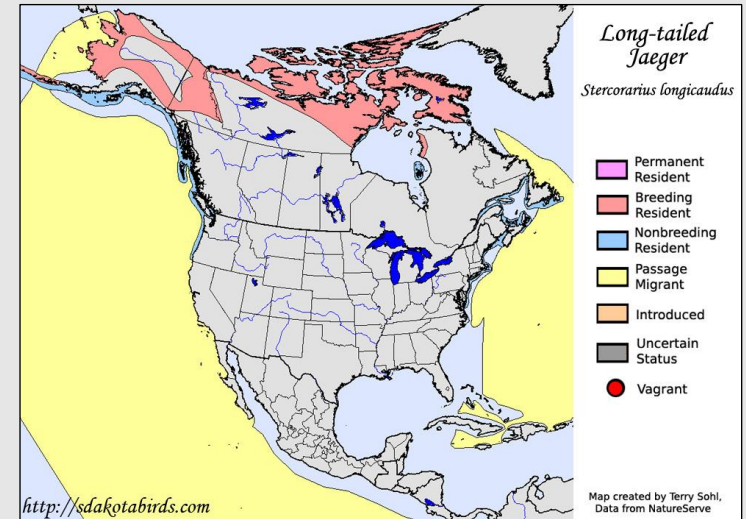 Long-tailed
Jaeger
Stercorarius longicaudus
Permanent
Resident
Breeding
Resident
Nonbreeding
Resident
Passage
Migrant
Introduced
Uncertain
Status
Vagrant
http://sdakotabirds.com
Map created by Terry Sohl,
Data from NatureServe